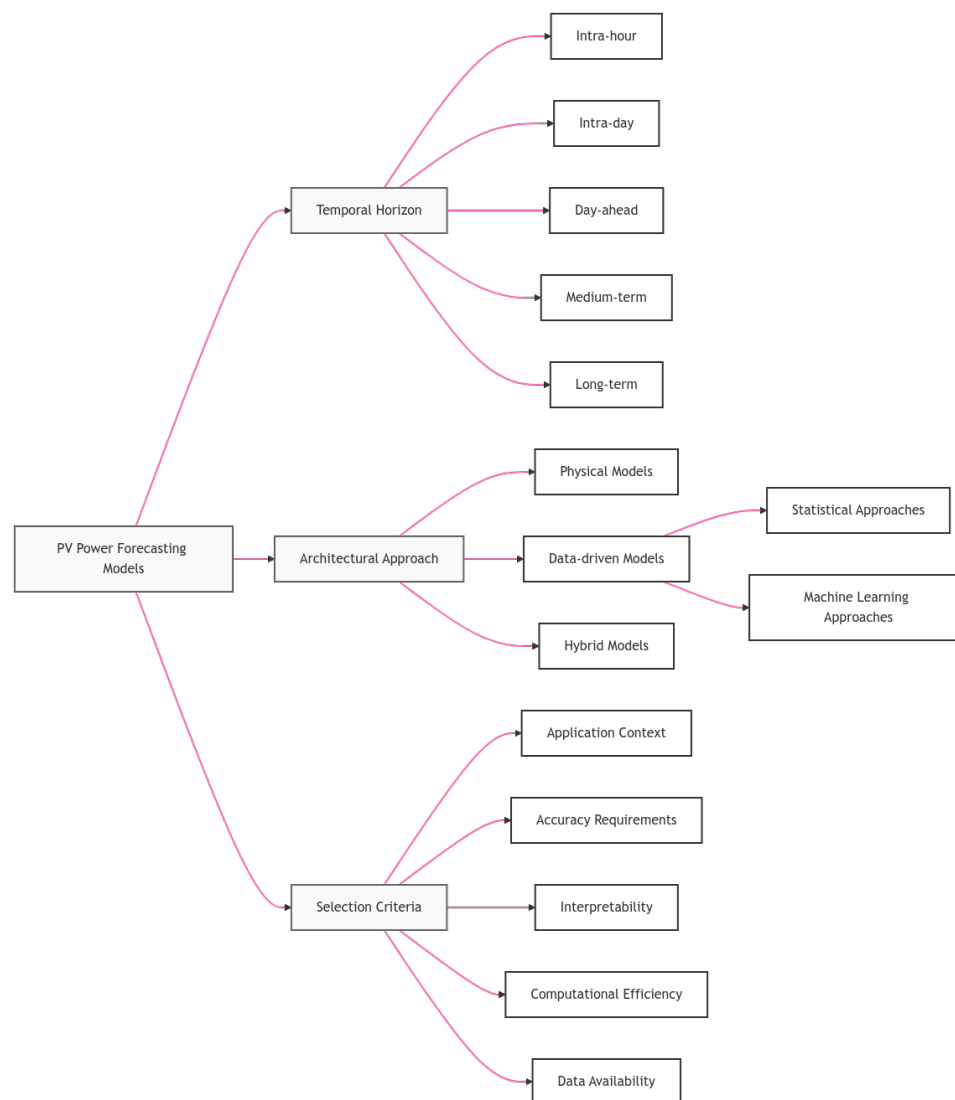 Intra-hour
Intra-day
Temporal Horizon
Day-ahead
Medium-term
Long-term
Physical Models
Statistical Approaches
PV Power Forecasting
Models
Architectural Approach
Data-driven Models
Machine Learning
Approaches
Hybrid Models
Application Context
Accuracy Requirements
Selection Criteria
Interpretability
Computational Efficiency
Data Availability